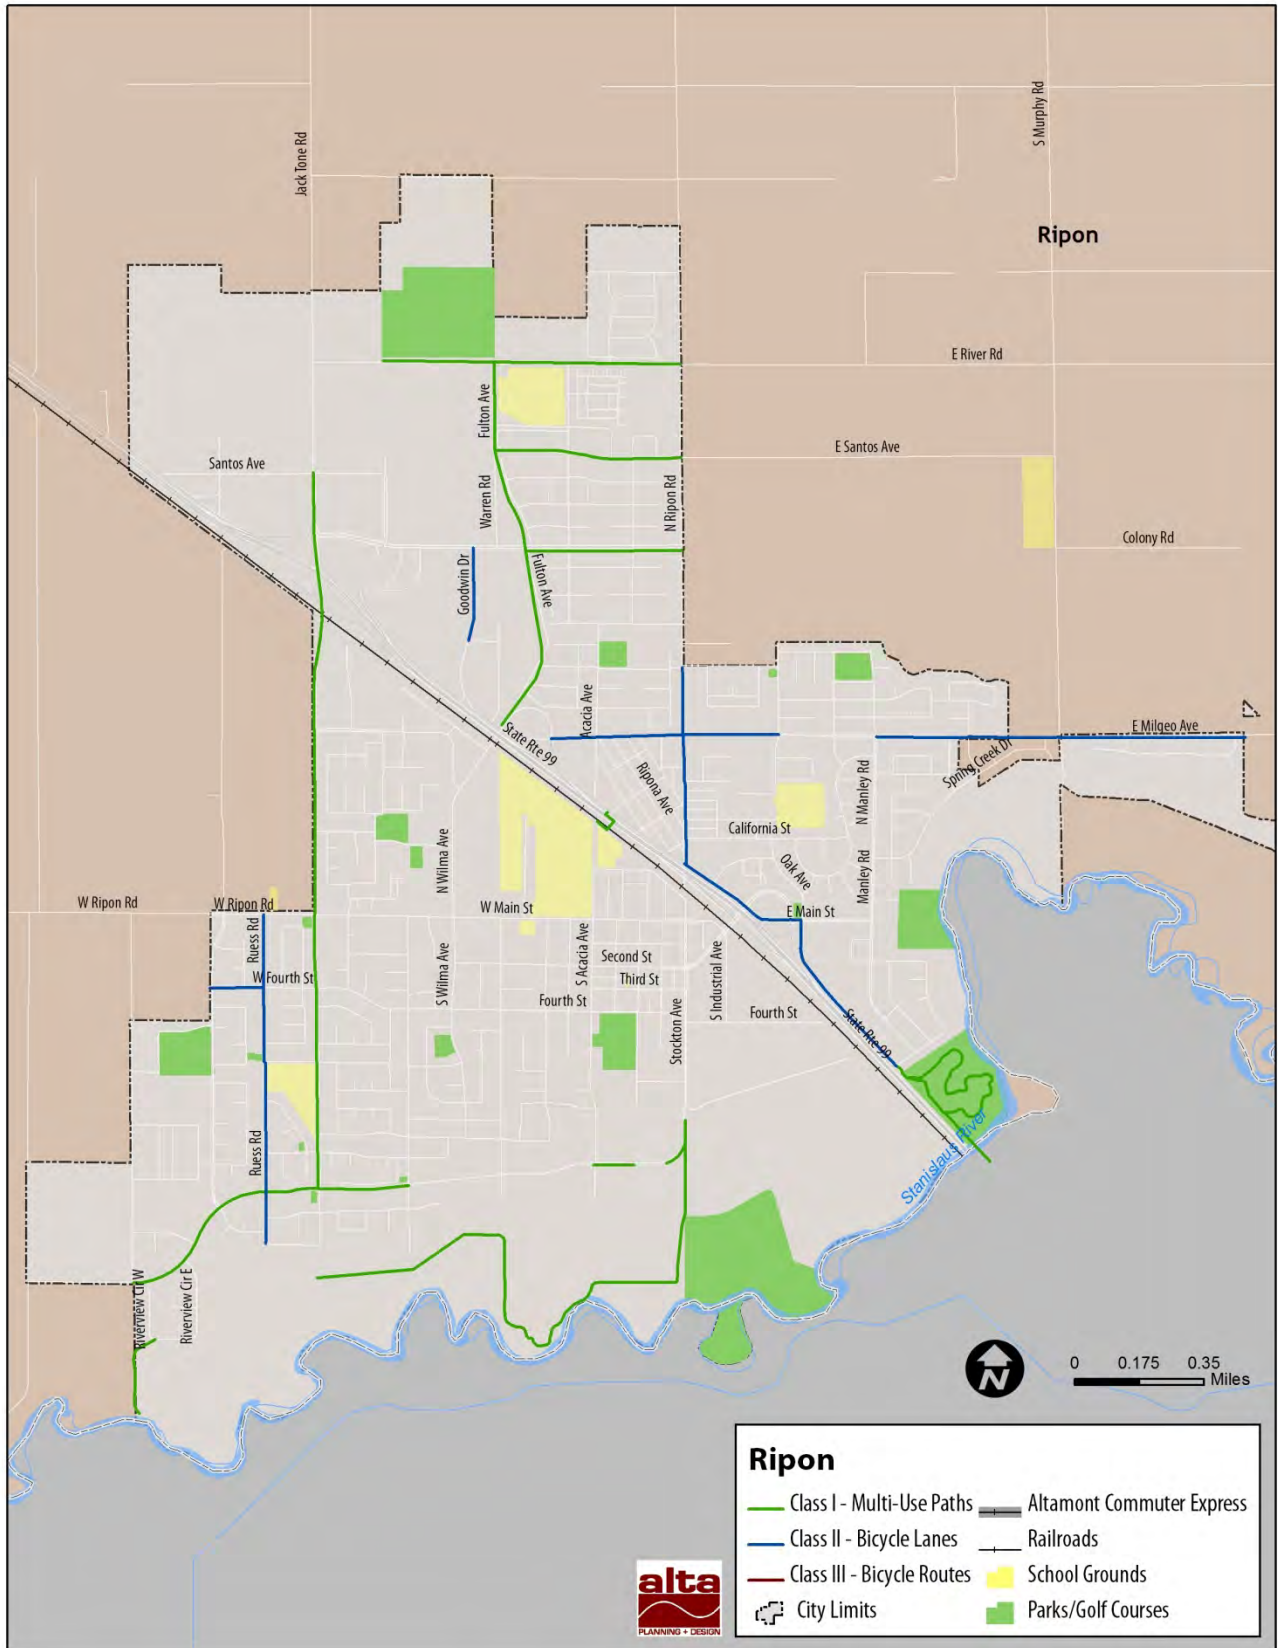 Jack Tone Rd
S Murphy Rd
Ripon
E River Rd
Fulton Ave
E Santos Ave
Santos Ave
Warren Rd
N Ripon Rd
Colony Rd
Goodwin Dr
Fulton Ave
Acacia Ave
State Rte 99
E Milgeo Ave
Spring Creek Dr
Ripona Ave
N Manley Rd
California St
N Wilma Ave
Oak Ave
Manley Rd
W Ripon Rd
W Ripon Rd
W Main St
E Main St
Ruess Rd
S Wilma Ave
S Acacia Ave
Second St
S Industrial Ave
W Fourth St
Third St
Fourth St
Stockton Ave
Fourth St
State Rte 99
Ruess Rd
Stanislaus River
Riverview Cir W
Riverview Cir E
N
0 0.175 0.35
Miles
Ripon
Class I - Multi-Use Paths
Class II - Bicycle Lanes
Class III - Bicycle Routes
City Limits
Altamont Commuter Express
Railroads
School Grounds
Parks/Golf Courses
alta
PLANNING + DESIGN